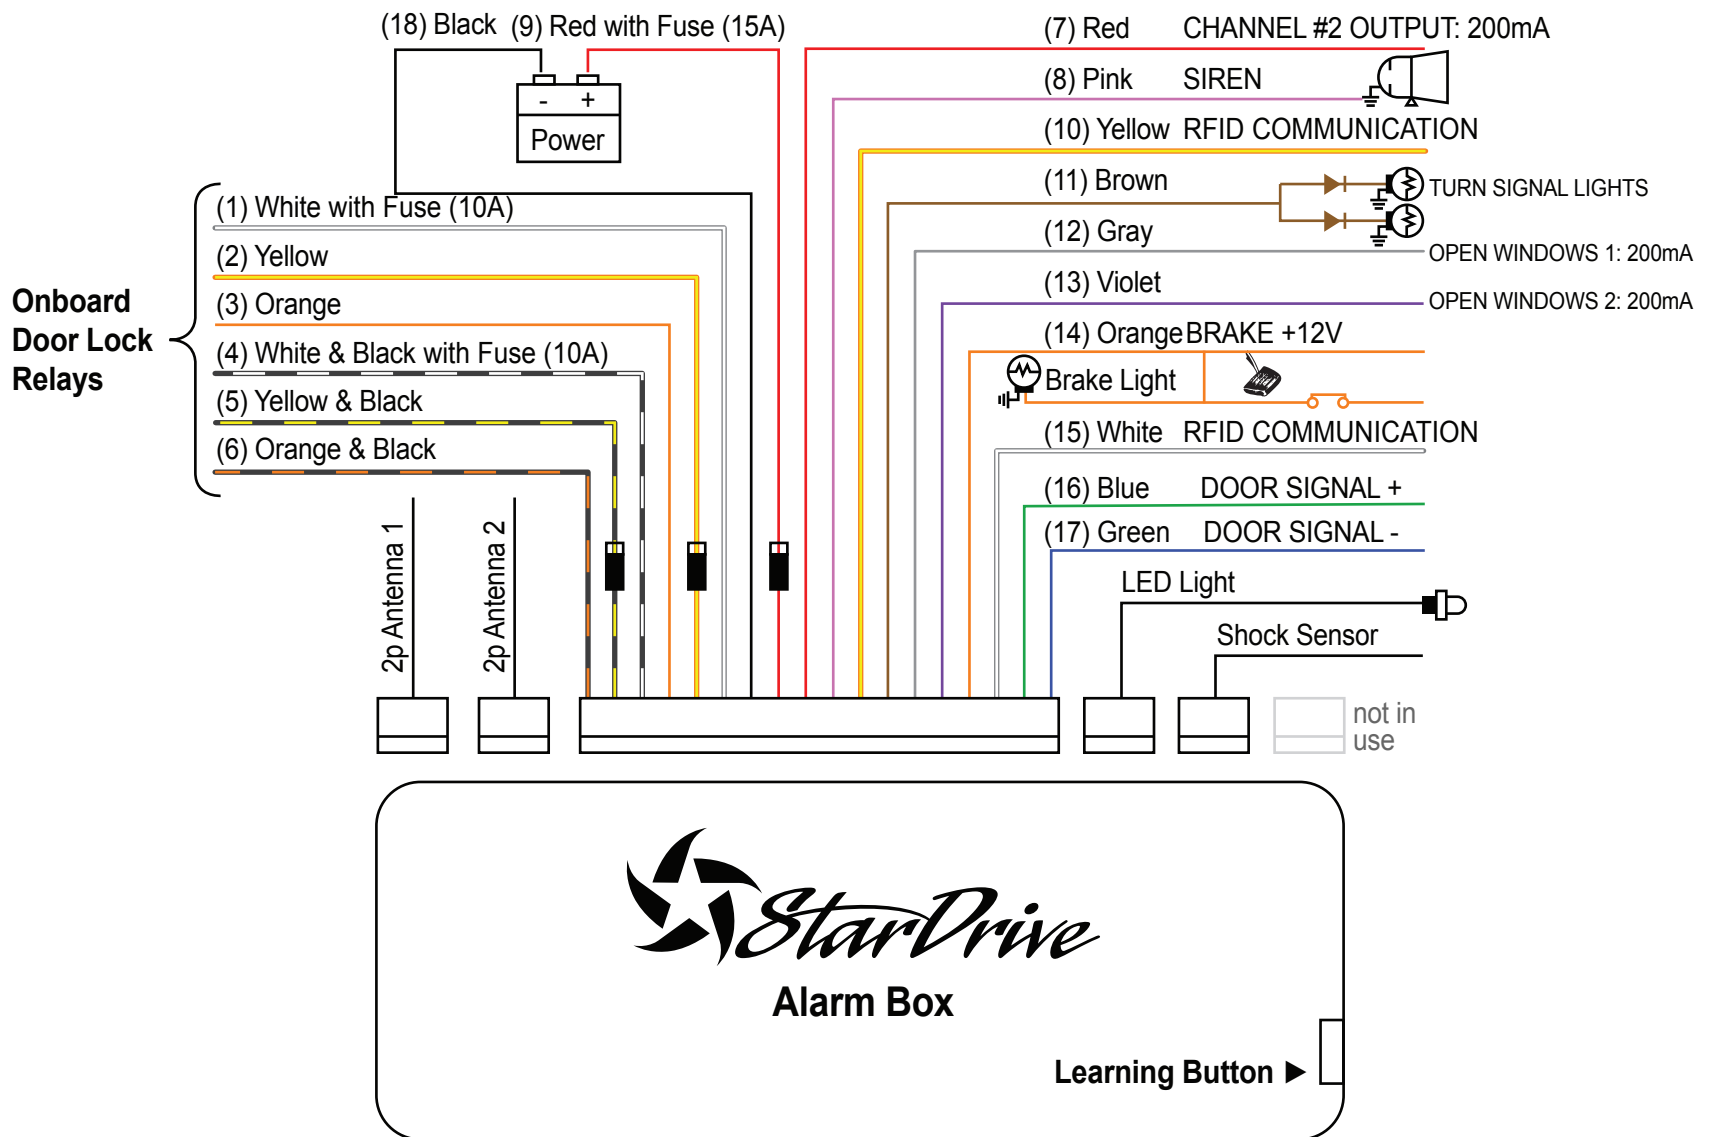 (18) Black (9) Red with Fuse (15A)
- +
Power
(7) Red CHANNEL #2 OUTPUT: 200mA
(8) Pink SIREN
(10) Yellow RFID COMMUNICATION
(11) Brown
TURN SIGNAL LIGHTS
(12) Gray
OPEN WINDOWS 1: 200mA
(13) Violet
OPEN WINDOWS 2: 200mA
(14) Orange BRAKE +12V
Brake Light
(15) White RFID COMMUNICATION
(16) Blue DOOR SIGNAL +
(17) Green DOOR SIGNAL -
LED Light
Shock Sensor
not in
use
Onboard
Door Lock
Relays
(1) White with Fuse (10A)
(2) Yellow
(3) Orange
(4) White & Black with Fuse (10A)
(5) Yellow & Black
(6) Orange & Black
2p Antenna 1
2p Antenna 2
StarDrive
Alarm Box
Learning Button